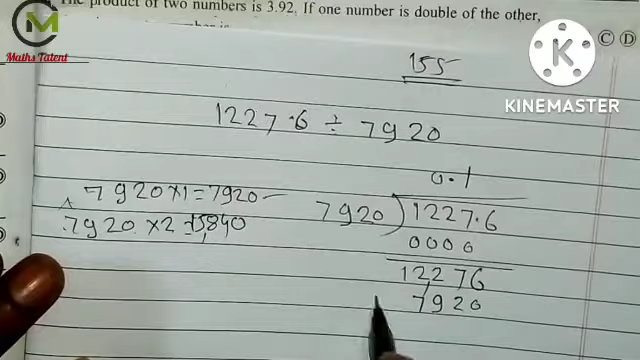 The product of two numbers is 3.92. If one number is double of the other,
CM
Maths Talent
K
KINEMASTER
C D
155
1227.6 ÷ 7920
0.1
7920×1=7920
7920)1227.6
7920×2=15840
0000
12276
7920